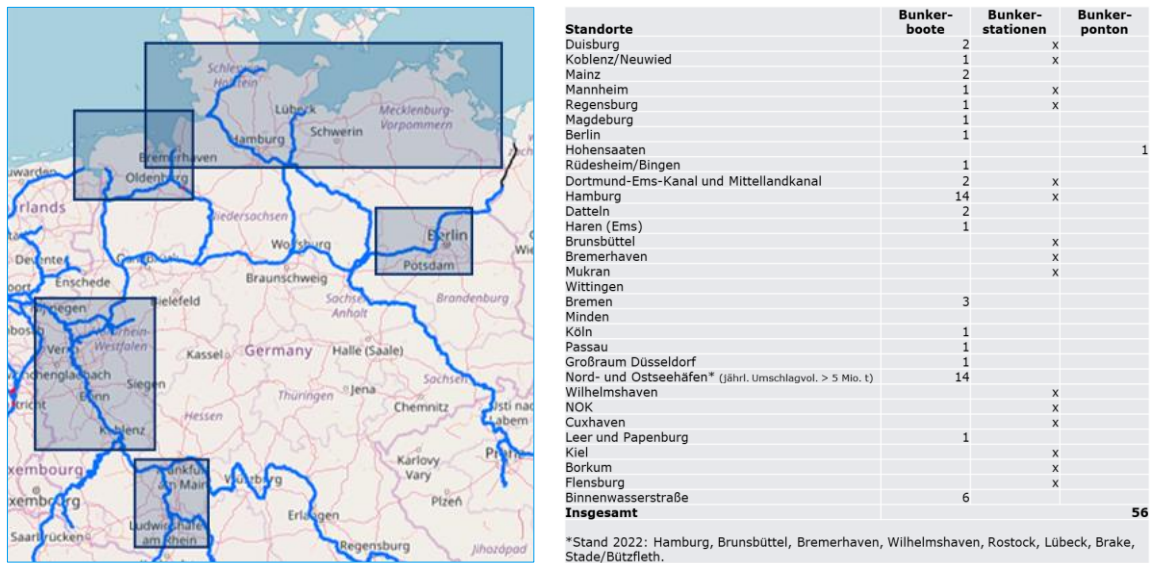 Schleswig-
Holstein
Lübeck
Mecklenburg-
Vorpommern
Hamburg
Schwerin
Bremerhaven
Oldenburg
Niedersachsen
Berlin
Wolfsburg
Potsdam
Deventer
Braunschweig
Enschede
Bielefeld
Sachsen-
Anhalt
Brandenburg
Nijmegen
Nordrhein-
Westfalen
Kassel
Germany
Halle (Saale)
Siegen
Thüringen
Jena
Sachsen
Chemnitz
Bonn
Hessen
Koblenz
Karlovy
Vary
Frankfurt
am Main
Würzburg
Plzeň
Erlangen
Ludwigshafen
am Rhein
Saarbrücken
Regensburg
Jihozápad
Standorte Bunker-boote Bunker-stationen Bunker-ponton
Duisburg 2 x
Koblenz/Neuwied 1 x
Mainz 2
Mannheim 1 x
Regensburg 1 x
Magdeburg 1
Berlin 1
Hohensaaten 1
Rüdesheim/Bingen 1
Dortmund-Ems-Kanal und Mittellandkanal 2 x
Hamburg 14 x
Datteln 2
Haren (Ems) 1
Brunsbüttel x
Bremerhaven x
Mukran x
Wittingen
Bremen 3
Minden
Köln 1
Passau 1
Großraum Düsseldorf 1
Nord- und Ostseehäfen* (jährl. Umschlagvol. > 5 Mio. t) 14
Wilhelmshaven x
NOK x
Cuxhaven x
Leer und Papenburg 1
Kiel x
Borkum x
Flensburg x
Binnenwasserstraße 6
Insgesamt 56
*Stand 2022: Hamburg, Brunsbüttel, Bremerhaven, Wilhelmshaven, Rostock, Lübeck, Brake,
Stade/Bützfleth.